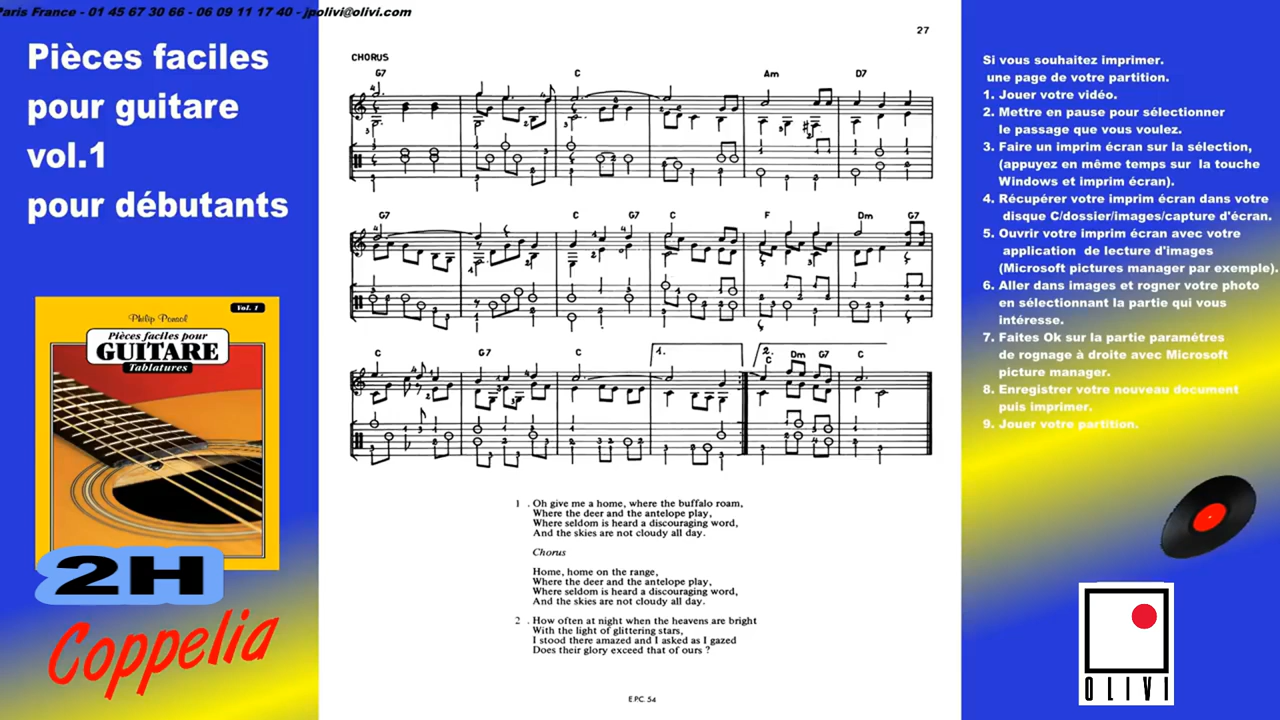 Paris France - 01 45 67 30 66 - 06 09 11 17 40 - jpolivi@olivi.com
Pièces faciles
pour guitare
vol.1
pour débutants
Vol. 1
Philip Ponsol
Pièces faciles pour
GUITARE
Tablatures
2H
Coppelia
27
CHORUS
G7 C Am D7
G7 C G7 C F Dm G7
C G7 C 1. 2. C Dm G7 C
1 . Oh give me a home, where the buffalo roam,
Where the deer and the antelope play,
Where seldom is heard a discouraging word,
And the skies are not cloudy all day.
Chorus
Home, home on the range,
Where the deer and the antelope play,
Where seldom is heard a discouraging word,
And the skies are not cloudy all day.
2 . How often at night when the heavens are bright
With the light of glittering stars,
I stood there amazed and I asked as I gazed
Does their glory exceed that of ours ?
E P.C. 54
Si vous souhaitez imprimer.
une page de votre partition.
1. Jouer votre vidéo.
2. Mettre en pause pour sélectionner
le passage que vous voulez.
3. Faire un imprim écran sur la sélection,
(appuyez en même temps sur la touche
Windows et imprim écran).
4. Récupérer votre imprim écran dans votre
disque C/dossier/images/capture d'écran.
5. Ouvrir votre imprim écran avec votre
application de lecture d'images
(Microsoft pictures manager par exemple).
6. Aller dans images et rogner votre photo
en sélectionnant la partie qui vous
intéresse.
7. Faites Ok sur la partie paramétres
de rognage à droite avec Microsoft
picture manager.
8. Enregistrer votre nouveau document
puis imprimer.
9. Jouer votre partition.
OLIVI